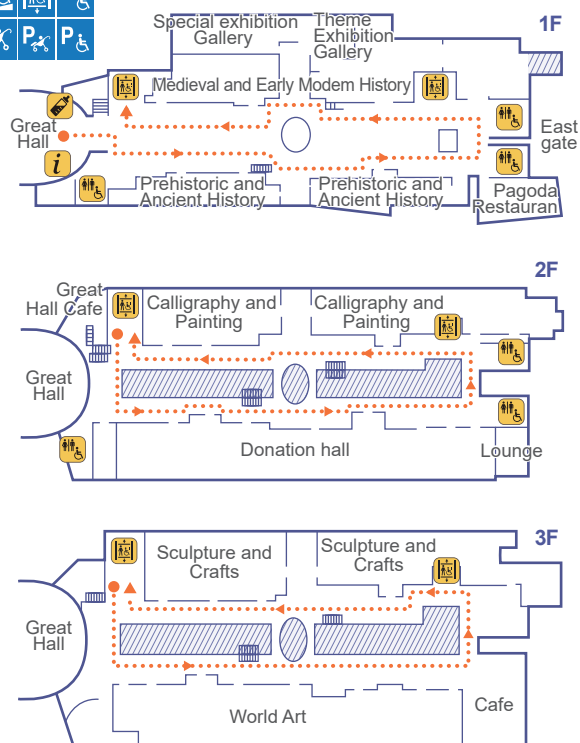 1F
Special exhibition
Gallery
Theme
Exhibition
Gallery
Medieval and Early Modem History
Great
Hall
i
East
gate
Prehistoric and
Ancient History
Prehistoric and
Ancient History
Pagoda
Restauran
2F
Great
Hall Cafe
Calligraphy and
Painting
Calligraphy and
Painting
Great
Hall
Donation hall
Lounge
3F
Sculpture and
Crafts
Sculpture and
Crafts
Great
Hall
World Art
Cafe
P
P